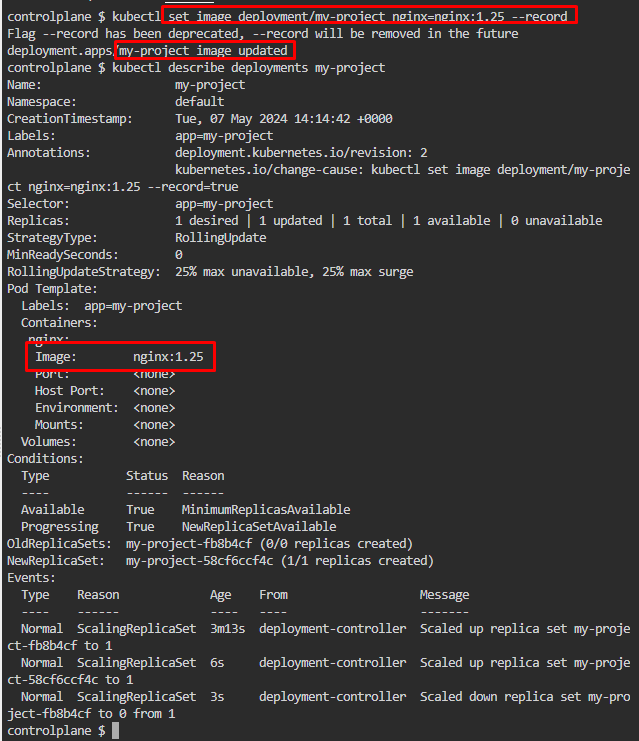 controlplane $ kubectl set image deployment/my-project nginx=nginx:1.25 --record
Flag --record has been deprecated, --record will be removed in the future
deployment.apps/my-project image updated
controlplane $ kubectl describe deployments my-project
Name:                   my-project
Namespace:              default
CreationTimestamp:      Tue, 07 May 2024 14:14:42 +0000
Labels:                 app=my-project
Annotations:            deployment.kubernetes.io/revision: 2
                        kubernetes.io/change-cause: kubectl set image deployment/my-proje
ct nginx=nginx:1.25 --record=true
Selector:               app=my-project
Replicas:               1 desired | 1 updated | 1 total | 1 available | 0 unavailable
StrategyType:           RollingUpdate
MinReadySeconds:        0
RollingUpdateStrategy:  25% max unavailable, 25% max surge
Pod Template:
  Labels:  app=my-project
  Containers:
   nginx:
    Image:        nginx:1.25
    Port:         <none>
    Host Port:    <none>
    Environment:  <none>
    Mounts:       <none>
  Volumes:        <none>
Conditions:
  Type           Status  Reason
  ----           ------  ------
  Available      True    MinimumReplicasAvailable
  Progressing    True    NewReplicaSetAvailable
OldReplicaSets:  my-project-fb8b4cf (0/0 replicas created)
NewReplicaSet:   my-project-58cf6ccf4c (1/1 replicas created)
Events:
  Type    Reason             Age    From                   Message
  ----    ------             ----   ----                   -------
  Normal  ScalingReplicaSet  3m13s  deployment-controller  Scaled up replica set my-proje
ct-fb8b4cf to 1
  Normal  ScalingReplicaSet  6s     deployment-controller  Scaled up replica set my-proje
ct-58cf6ccf4c to 1
  Normal  ScalingReplicaSet  3s     deployment-controller  Scaled down replica set my-pro
ject-fb8b4cf to 0 from 1
controlplane $